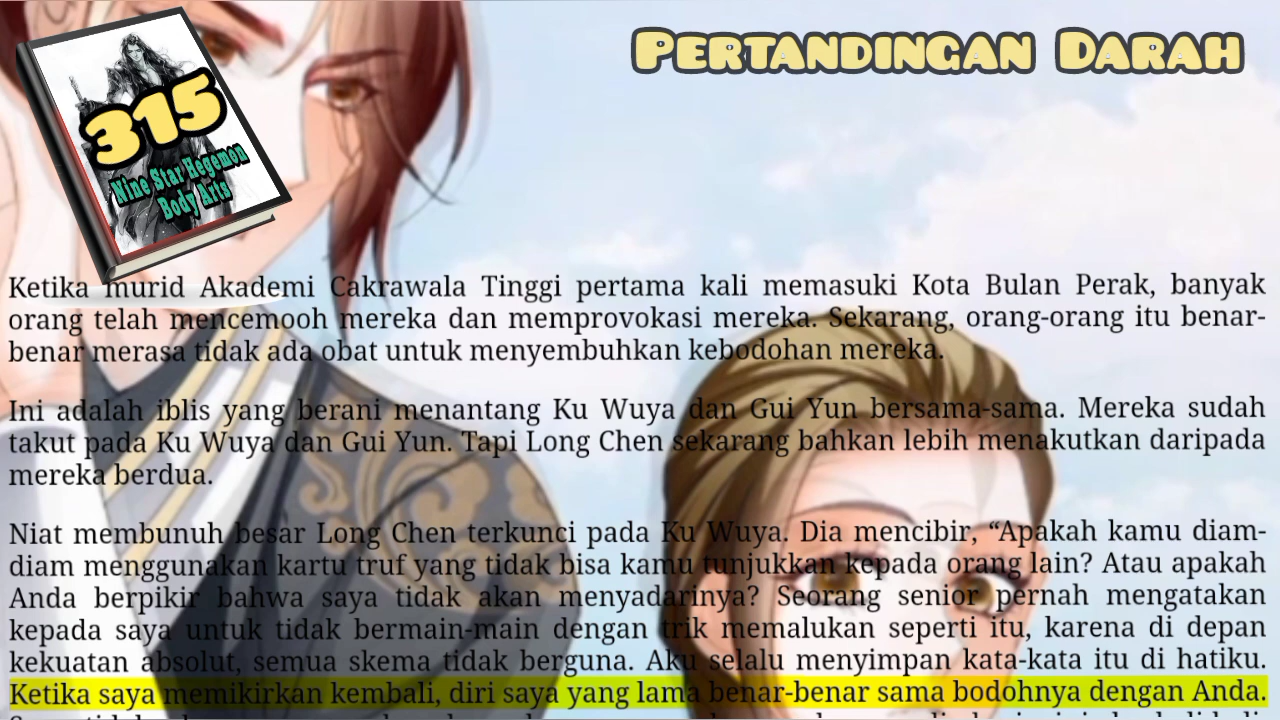 315
Nine Star Hegemon
Body Arts
Pertandingan Darah
Ketika murid Akademi Cakrawala Tinggi pertama kali memasuki Kota Bulan Perak, banyak
orang telah mencemooh mereka dan memprovokasi mereka. Sekarang, orang-orang itu benar-
benar merasa tidak ada obat untuk menyembuhkan kebodohan mereka.
Ini adalah iblis yang berani menantang Ku Wuya dan Gui Yun bersama-sama. Mereka sudah
takut pada Ku Wuya dan Gui Yun. Tapi Long Chen sekarang bahkan lebih menakutkan daripada
mereka berdua.
Niat membunuh besar Long Chen terkunci pada Ku Wuya. Dia mencibir, “Apakah kamu diam-
diam menggunakan kartu truf yang tidak bisa kamu tunjukkan kepada orang lain? Atau apakah
Anda berpikir bahwa saya tidak akan menyadarinya? Seorang senior pernah mengatakan
kepada saya untuk tidak bermain-main dengan trik memalukan seperti itu, karena di depan
kekuatan absolut, semua skema tidak berguna. Aku selalu menyimpan kata-kata itu di hatiku.
Ketika saya memikirkan kembali, diri saya yang lama benar-benar sama bodohnya dengan Anda.